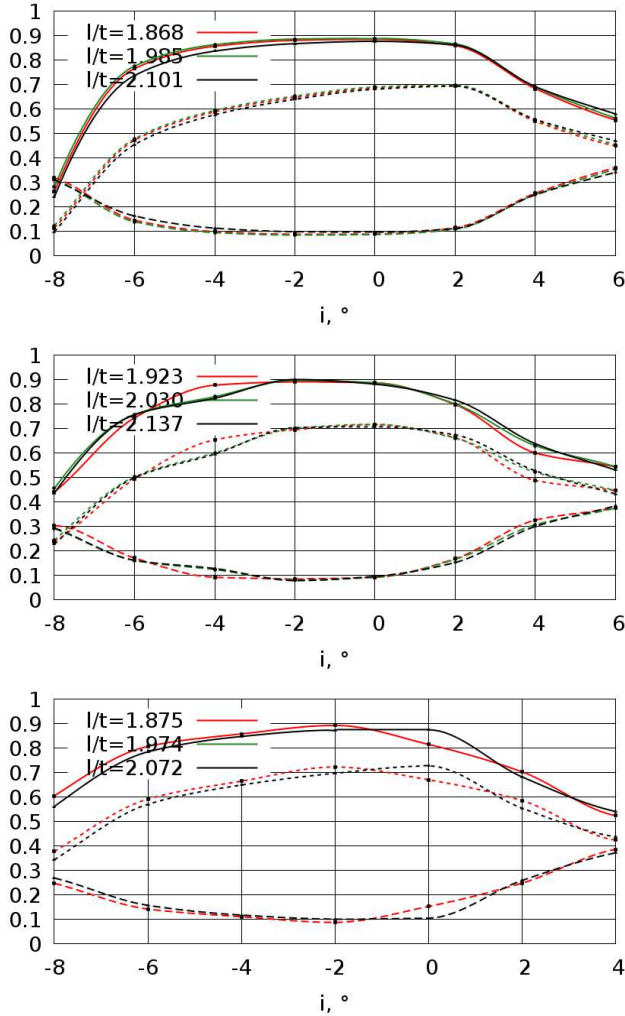 1
0.9
l/t=1.868
0.8
l/t=1.985
0.7
l/t=2.101
0.6
0.5
0.4
0.3
0.2
0.1
0
-8 -6 -4 -2 0 2 4 6
i, °
1
0.9
l/t=1.923
0.8
l/t=2.030
0.7
l/t=2.137
0.6
0.5
0.4
0.3
0.2
0.1
0
-8 -6 -4 -2 0 2 4 6
i, °
1
0.9
l/t=1.875
0.8
l/t=1.974
0.7
l/t=2.072
0.6
0.5
0.4
0.3
0.2
0.1
0
-8 -6 -4 -2 0 2 4
i, °